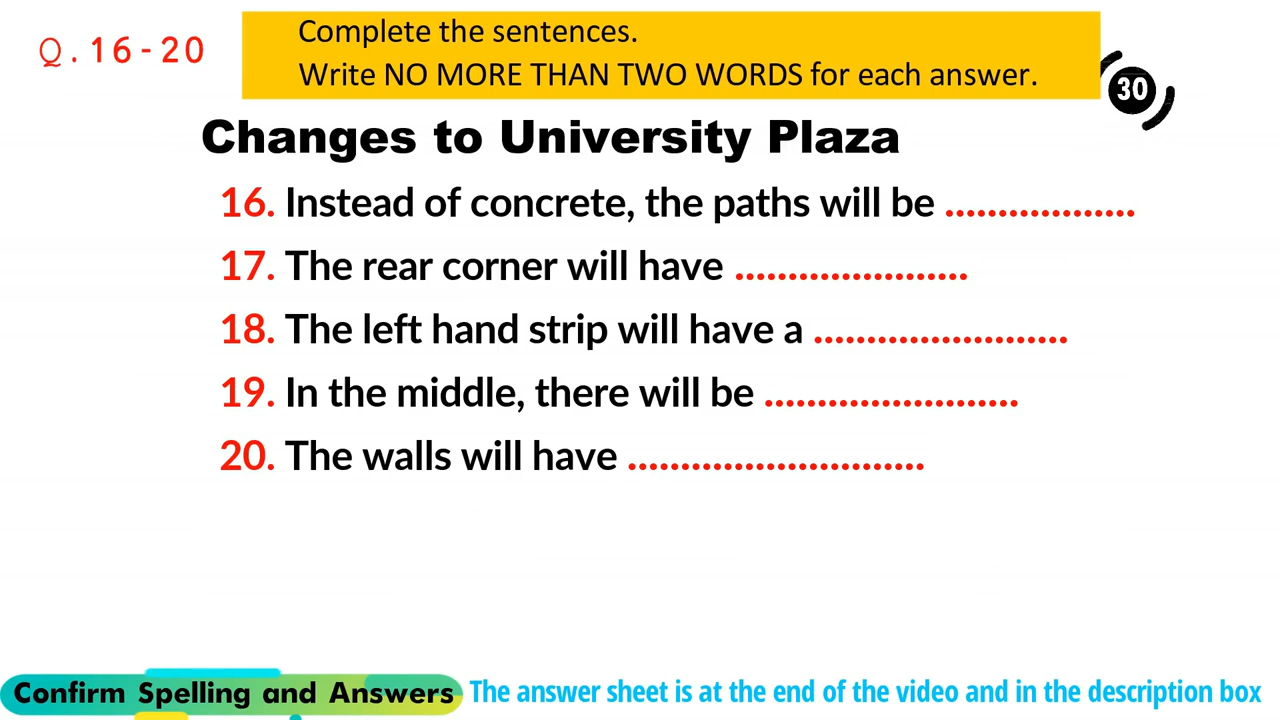 Q. 16-20
Complete the sentences.
Write NO MORE THAN TWO WORDS for each answer.
30
Changes to University Plaza
16. Instead of concrete, the paths will be ..................
17. The rear corner will have ......................
18. The left hand strip will have a ........................
19. In the middle, there will be ........................
20. The walls will have ............................
Confirm Spelling and Answers
The answer sheet is at the end of the video and in the description box